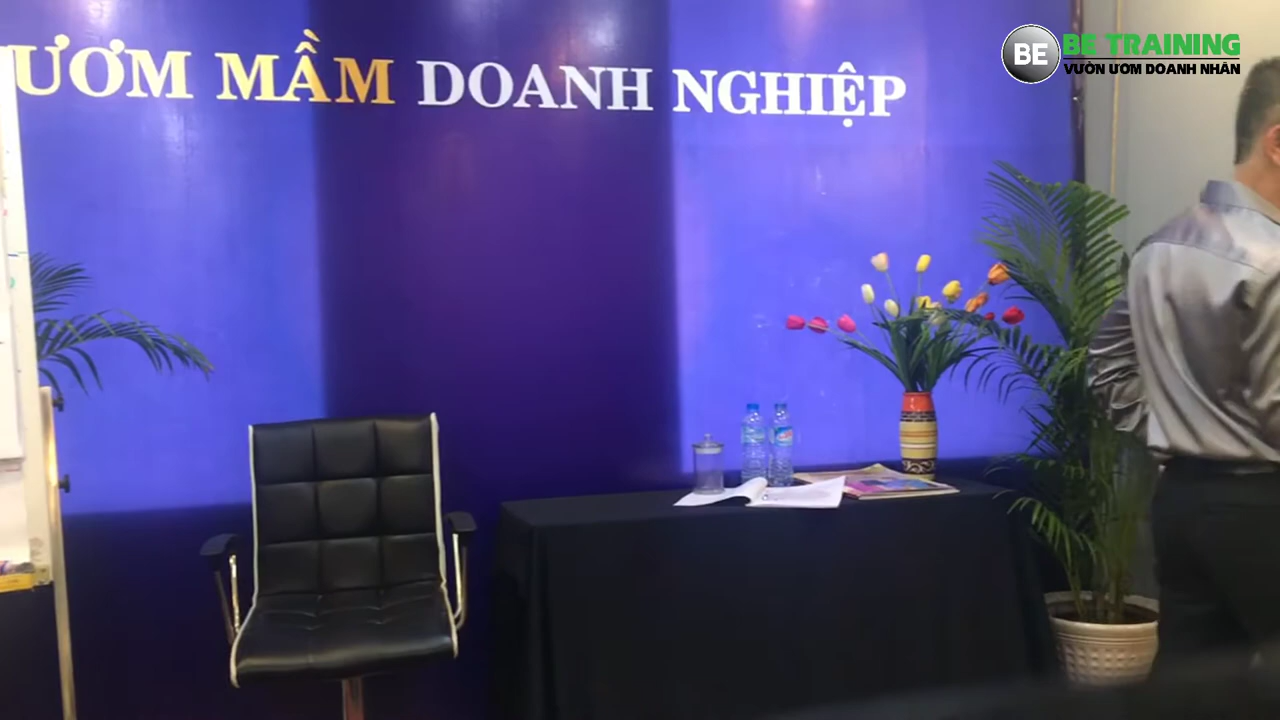 ƯƠM MẦM DOANH NGHIỆP
BE
BE TRAINING
VƯỜN ƯƠM DOANH NHÂN